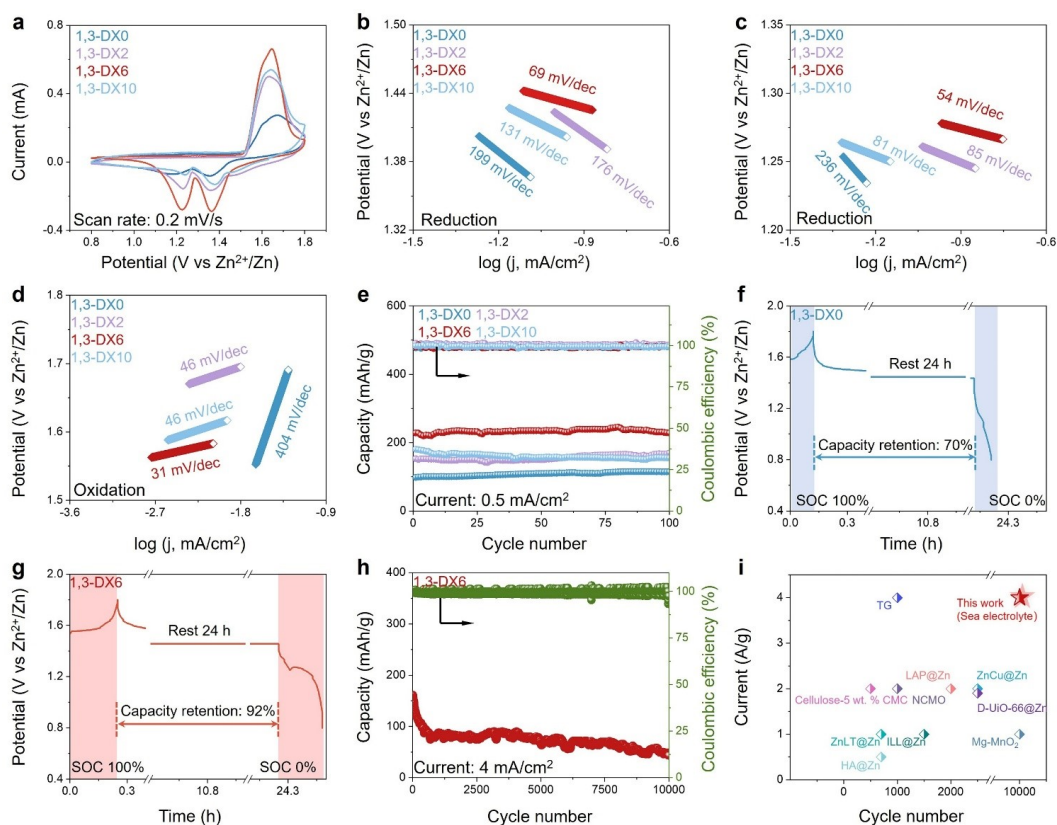 a
1,3-DX0
1,3-DX2
1,3-DX6
1,3-DX10
Current (mA)
0.8
0.4
0.0
-0.4
Scan rate: 0.2 mV/s
0.8 1.0 1.2 1.4 1.6 1.8
Potential (V vs Zn²⁺/Zn)
b
1,3-DX0
1,3-DX2
1,3-DX6
1,3-DX10
Potential (V vs Zn²⁺/Zn)
1.50
1.44
1.38
1.32
69 mV/dec
131 mV/dec
199 mV/dec
176 mV/dec
Reduction
-1.5 -1.2 -0.9 -0.6
log (j, mA/cm²)
c
1,3-DX0
1,3-DX2
1,3-DX6
1,3-DX10
Potential (V vs Zn²⁺/Zn)
1.35
1.30
1.25
1.20
54 mV/dec
81 mV/dec
85 mV/dec
236 mV/dec
Reduction
-1.5 -1.2 -0.9 -0.6
log (j, mA/cm²)
d
1,3-DX0
1,3-DX2
1,3-DX6
1,3-DX10
Potential (V vs Zn²⁺/Zn)
1.8
1.7
1.6
1.5
46 mV/dec
46 mV/dec
31 mV/dec
404 mV/dec
Oxidation
-3.6 -2.7 -1.8 -0.9
log (j, mA/cm²)
e
1,3-DX0 1,3-DX2
1,3-DX6 1,3-DX10
Capacity (mAh/g)
600
500
400
300
200
100
0
Coulombic efficiency (%)
100
75
50
25
0
Current: 0.5 mA/cm²
0 25 50 75 100
Cycle number
f
1,3-DX0
Potential (V vs Zn²⁺/Zn)
2.0
1.6
1.2
0.8
0.4
Rest 24 h
Capacity retention: 70%
SOC 100%
SOC 0%
0.0 0.3 10.8 24.3
Time (h)
g
1,3-DX6
Potential (V vs Zn²⁺/Zn)
2.0
1.6
1.2
0.8
0.4
Rest 24 h
Capacity retention: 92%
SOC 100%
SOC 0%
0.0 0.3 10.8 24.3
Time (h)
h
1,3-DX6
Capacity (mAh/g)
400
350
300
250
200
150
100
50
0
Coulombic efficiency (%)
100
75
50
25
0
Current: 4 mA/cm²
0 2500 5000 7500 10000
Cycle number
i
Current (A/g)
4
3
2
1
0
TG
This work
(Sea electrolyte)
LAP@Zn
ZnCu@Zn
Cellulose-5 wt. % CMC
NCMO
D-UiO-66@Zn
ZnLT@Zn
ILL@Zn
Mg-MnO₂
HA@Zn
0 1000 2000 10000
Cycle number